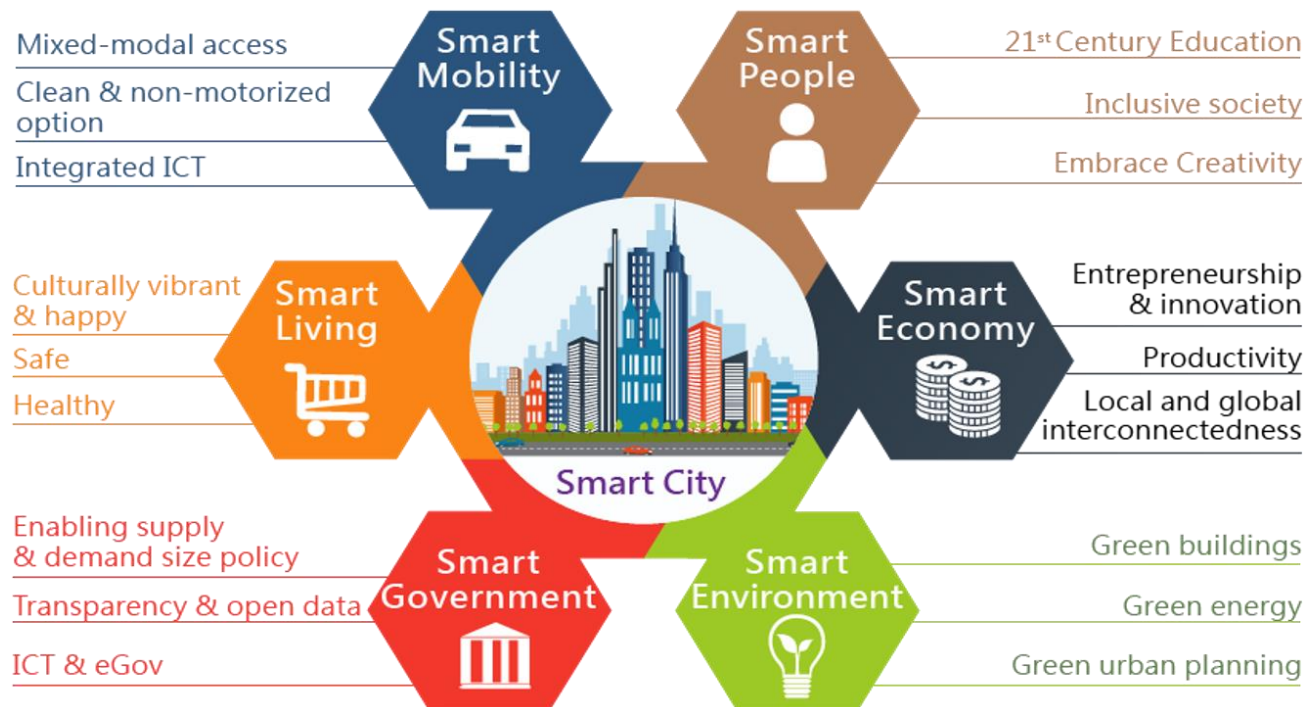 Mixed-modal access
Clean & non-motorized
option
Integrated ICT
Smart
Mobility
Smart
People
21st Century Education
Inclusive society
Embrace Creativity
Culturally vibrant
& happy
Safe
Healthy
Smart
Living
Smart City
Smart
Economy
Entrepreneurship
& innovation
Productivity
Local and global
interconnectedness
Enabling supply
& demand size policy
Transparency & open data
ICT & eGov
Smart
Government
Smart
Environment
Green buildings
Green energy
Green urban planning